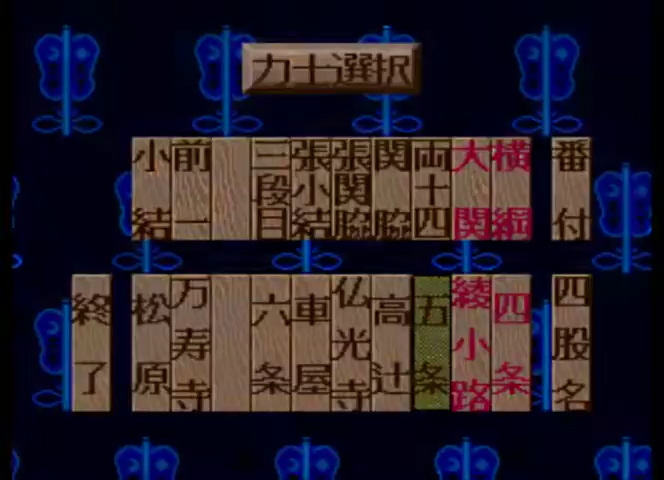 力士選択
番付
横綱
大関
両十四
関脇
張関脇
張小結
三段目
前一
小結
四股名
四条
綾小路
五条
高辻
仏光寺
車屋
六条
万寿寺
松原
終了